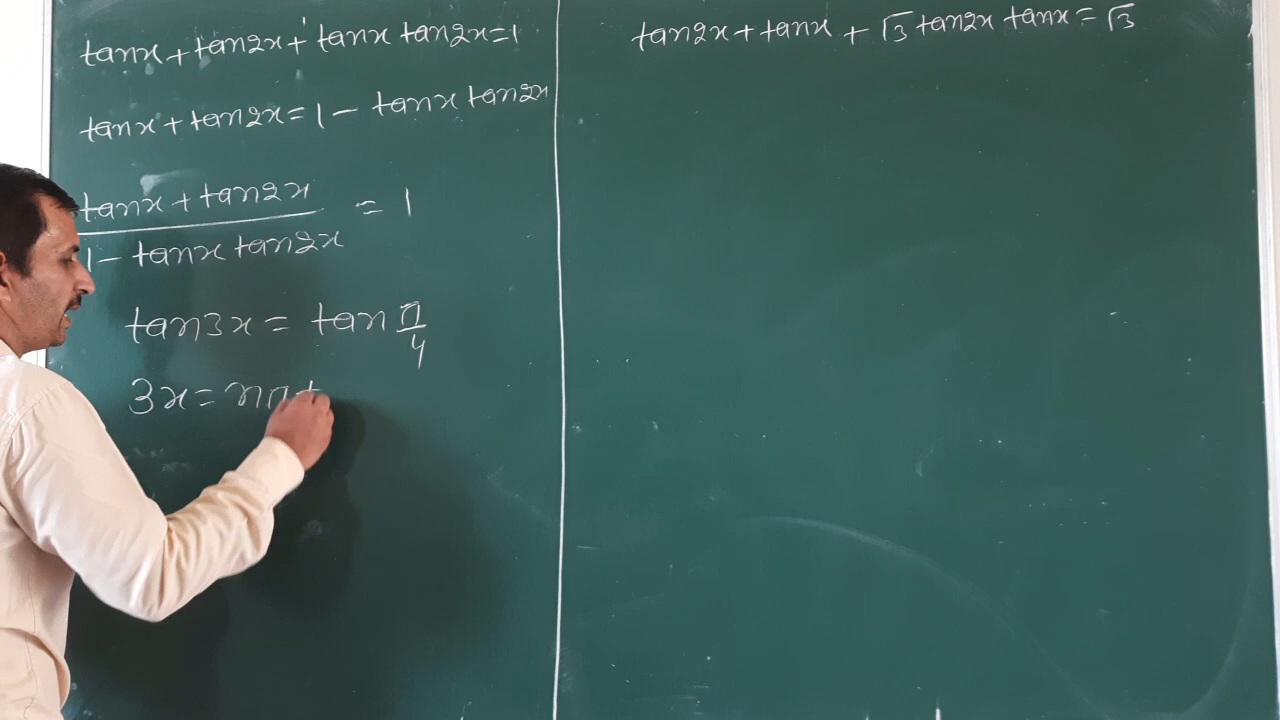 tanx + tan2x + tanx tan2x = 1
tanx + tan2x = 1 - tanx tan2x
tanx + tan2x / 1 - tanx tan2x = 1
tan3x = tan π/4
3x = nπ +
tan2x + tanx + √3 tan2x tanx = √3